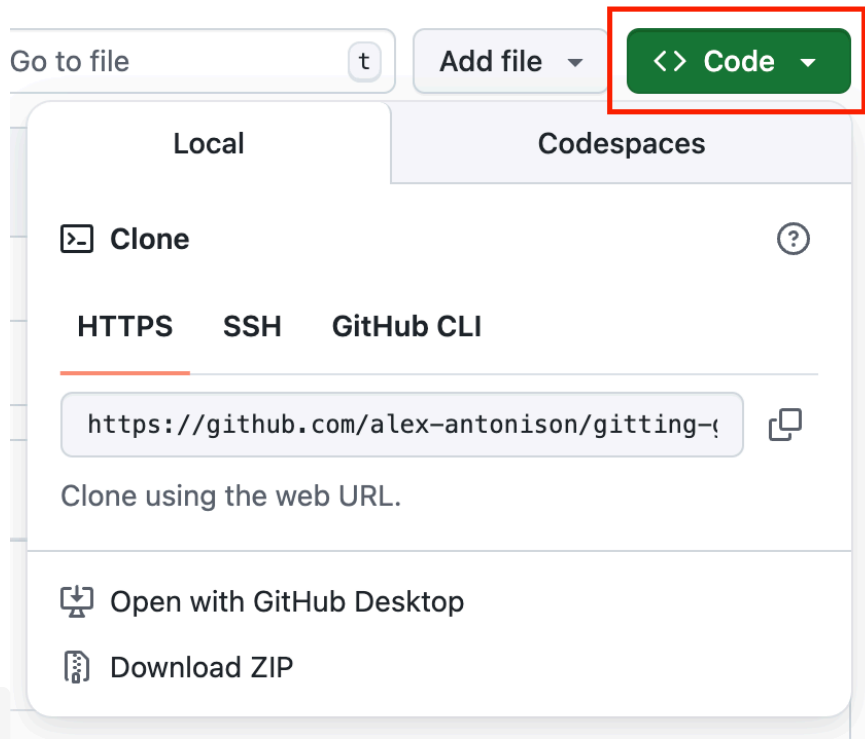 Go to file t Add file <> Code
Local Codespaces
Clone
HTTPS SSH GitHub CLI
https://github.com/alex-antonison/gitting-
Clone using the web URL.
Open with GitHub Desktop
Download ZIP